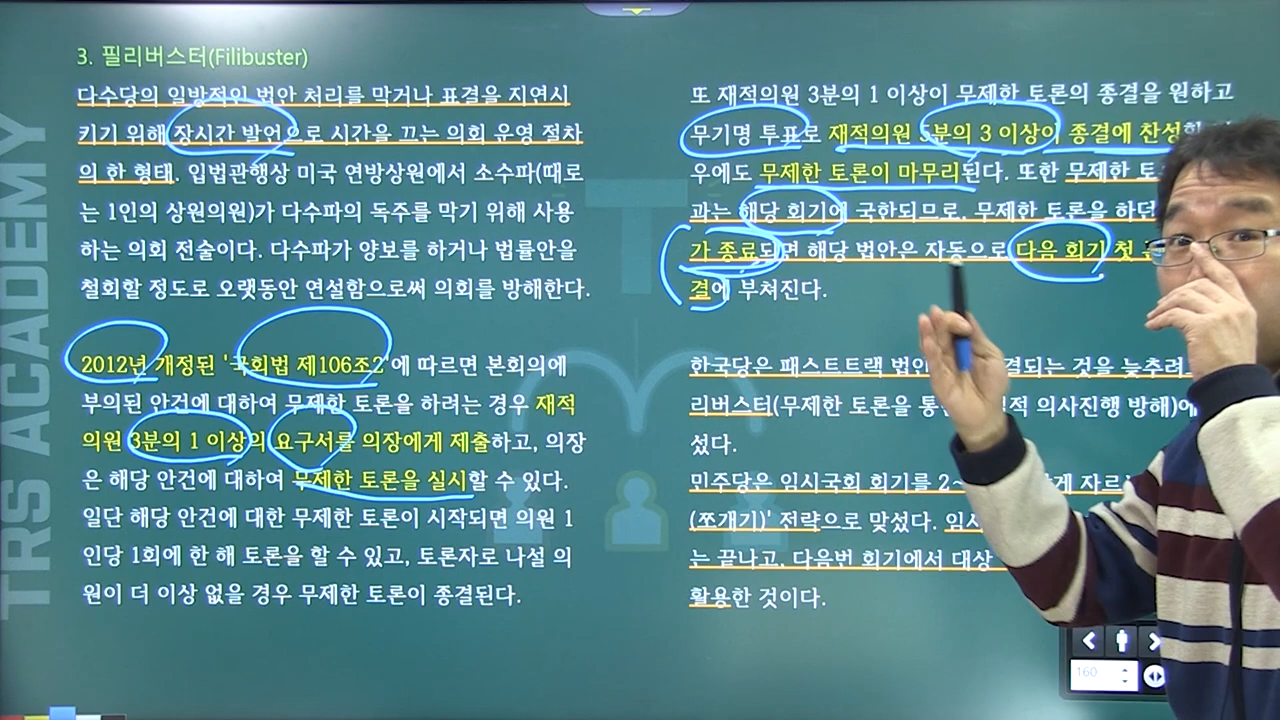 3. 필리버스터(Filibuster)
다수당의 일방적인 법안 처리를 막거나 표결을 지연시
키기 위해 장시간 발언으로 시간을 끄는 의회 운영 절차
의 한 형태. 입법관행상 미국 연방상원에서 소수파(때로
는 1인의 상원의원)가 다수파의 독주를 막기 위해 사용
하는 의회 전술이다. 다수파가 양보를 하거나 법률안을
철회할 정도로 오랫동안 연설함으로써 의회를 방해한다.
2012년 개정된 '국회법 제106조2'에 따르면 본회의에
부의된 안건에 대하여 무제한 토론을 하려는 경우 재적
의원 3분의 1 이상의 요구서를 의장에게 제출하고, 의장
은 해당 안건에 대하여 무제한 토론을 실시할 수 있다.
일단 해당 안건에 대한 무제한 토론이 시작되면 의원 1
인당 1회에 한 해 토론을 할 수 있고, 토론자로 나설 의
원이 더 이상 없을 경우 무제한 토론이 종결된다.
또 재적의원 3분의 1 이상이 무제한 토론의 종결을 원하고
무기명 투표로 재적의원 5분의 3 이상이 종결에 찬성
우에도 무제한 토론이 마무리된다. 또한 무제한
과는 해당 회기에 국한되므로, 무제한 토론을 하던
가 종료되면 해당 법안은 자동으로 다음 회기 첫
결에 부쳐진다.
한국당은 패스트트랙 되는 것을 늦추려
리버스터(무제한 토론을 의사진행 방해)에
섰다.
민주당은 임시국회 회기를 자르
(쪼개기)' 전략으로 맞섰다.
는 끝나고, 다음번 회기에서 대상
활용한 것이다.
TRS ACADEMY
160